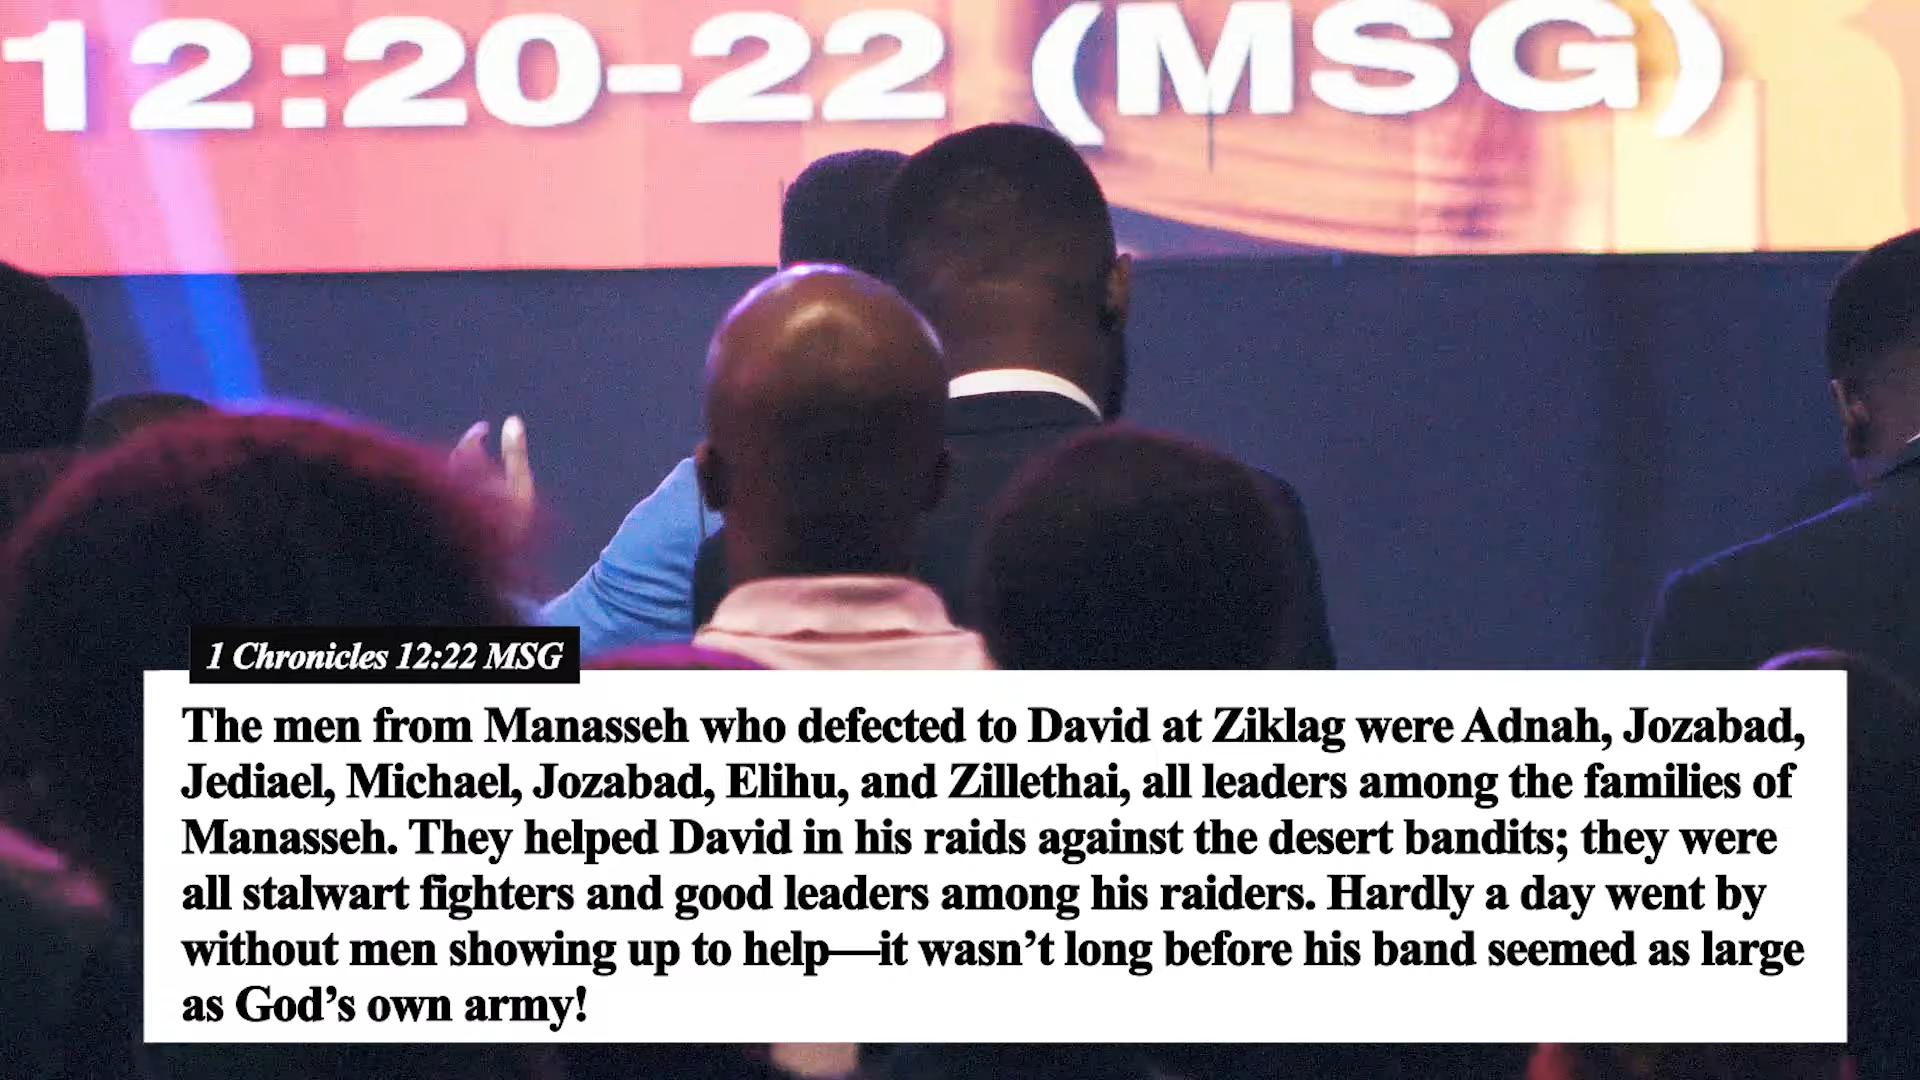 12:20-22 (MSG)
1 Chronicles 12:22 MSG
The men from Manasseh who defected to David at Ziklag were Adnah, Jozabad,
Jediael, Michael, Jozabad, Elihu, and Zillethai, all leaders among the families of
Manasseh. They helped David in his raids against the desert bandits; they were
all stalwart fighters and good leaders among his raiders. Hardly a day went by
without men showing up to help—it wasn’t long before his band seemed as large
as God’s own army!